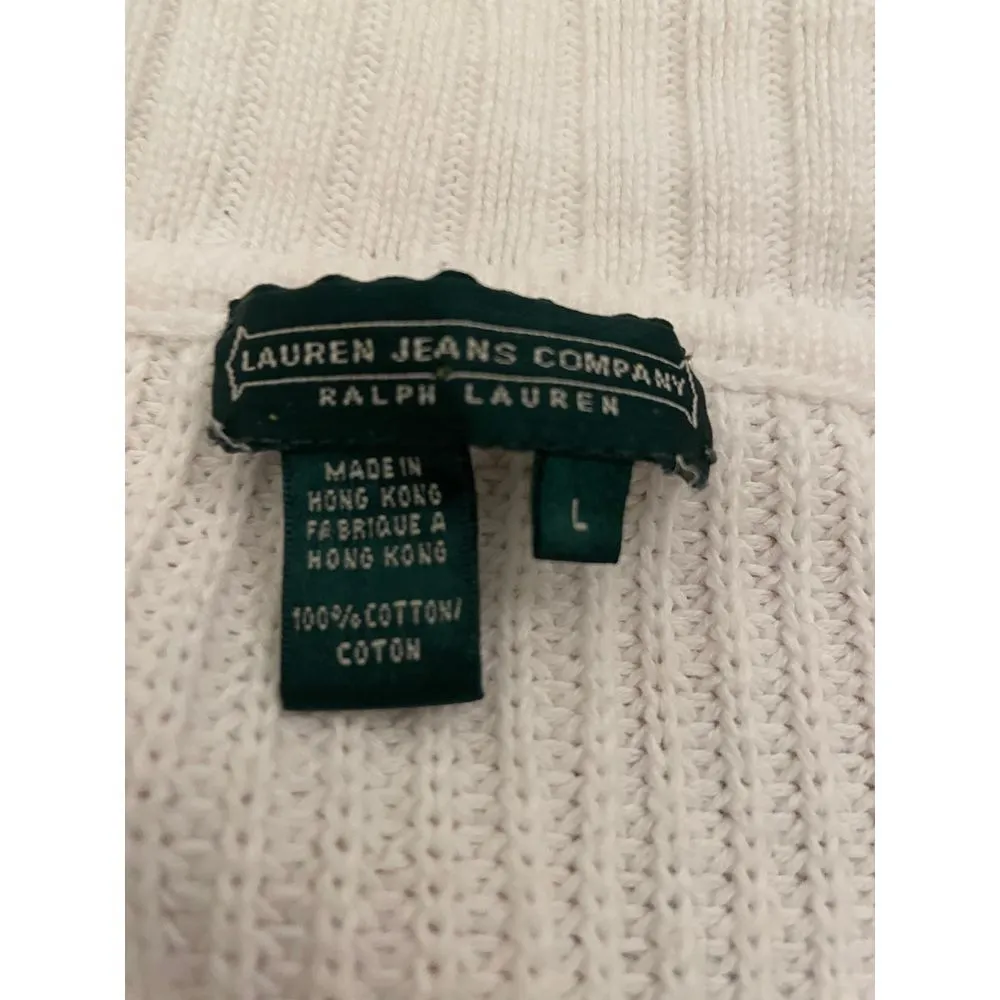 LAUREN JEANS COMPANY
RALPH LAUREN
MADE IN
HONG KONG
FABRIQUE A
HONG KONG
100% COTTON/
COTON
L